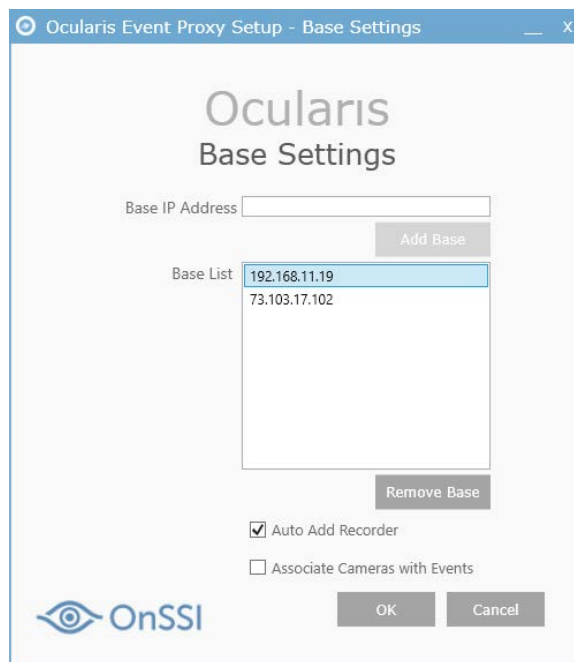 Ocularis Event Proxy Setup - Base Settings
Ocularis
Base Settings
Base IP Address
Add Base
Base List
192.168.11.19
73.103.17.102
Remove Base
Auto Add Recorder
Associate Cameras with Events
OnSSI
OK
Cancel